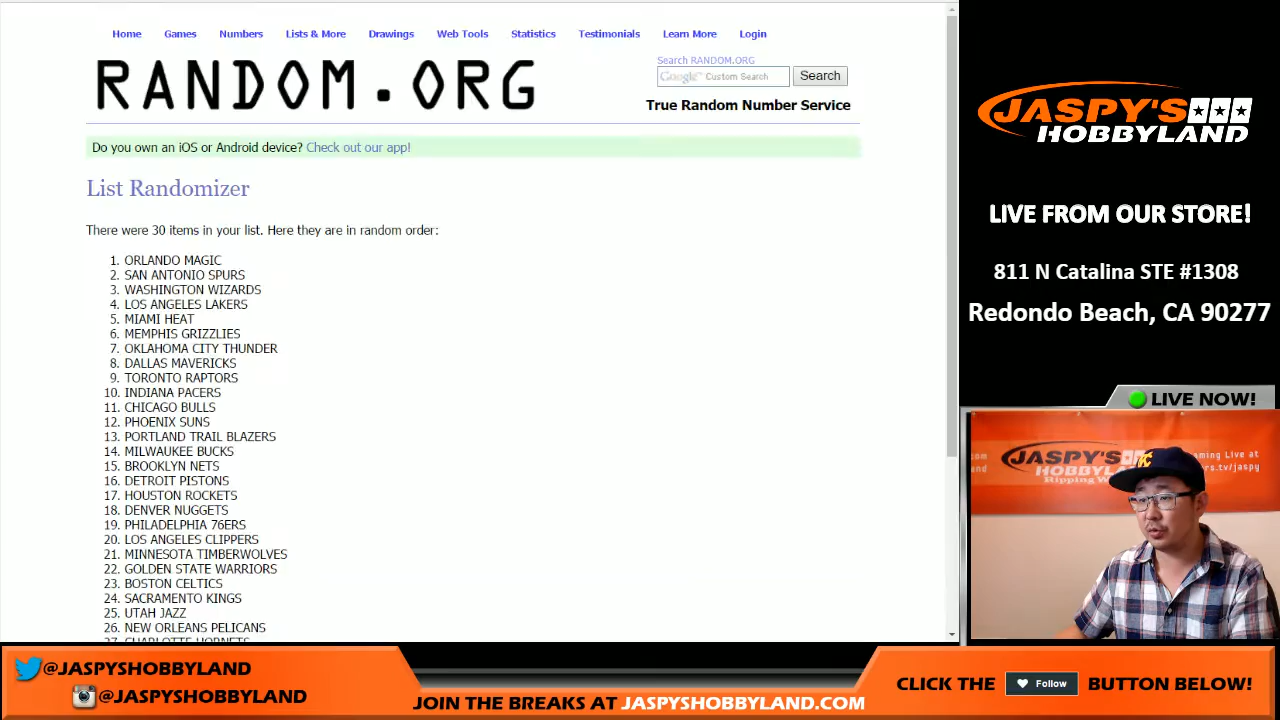 Home Games Numbers Lists & More Drawings Web Tools Statistics Testimonials Learn More Login
RANDOM.ORG
Search RANDOM.ORG
Google™ Custom Search Search
True Random Number Service
Do you own an iOS or Android device? Check out our app!
List Randomizer
There were 30 items in your list. Here they are in random order:
1. ORLANDO MAGIC
2. SAN ANTONIO SPURS
3. WASHINGTON WIZARDS
4. LOS ANGELES LAKERS
5. MIAMI HEAT
6. MEMPHIS GRIZZLIES
7. OKLAHOMA CITY THUNDER
8. DALLAS MAVERICKS
9. TORONTO RAPTORS
10. INDIANA PACERS
11. CHICAGO BULLS
12. PHOENIX SUNS
13. PORTLAND TRAIL BLAZERS
14. MILWAUKEE BUCKS
15. BROOKLYN NETS
16. DETROIT PISTONS
17. HOUSTON ROCKETS
18. DENVER NUGGETS
19. PHILADELPHIA 76ERS
20. LOS ANGELES CLIPPERS
21. MINNESOTA TIMBERWOLVES
22. GOLDEN STATE WARRIORS
23. BOSTON CELTICS
24. SACRAMENTO KINGS
25. UTAH JAZZ
26. NEW ORLEANS PELICANS
27. CHARLOTTE HORNETS
JASPY'S
HOBBYLAND
LIVE FROM OUR STORE!
811 N Catalina STE #1308
Redondo Beach, CA 90277
LIVE NOW!
JASPY'S
HOBBYLAND
.com
@JASPYSHOBBYLAND
@JASPYSHOBBYLAND
JOIN THE BREAKS AT JASPYSHOBBYLAND.COM
CLICK THE Follow BUTTON BELOW!